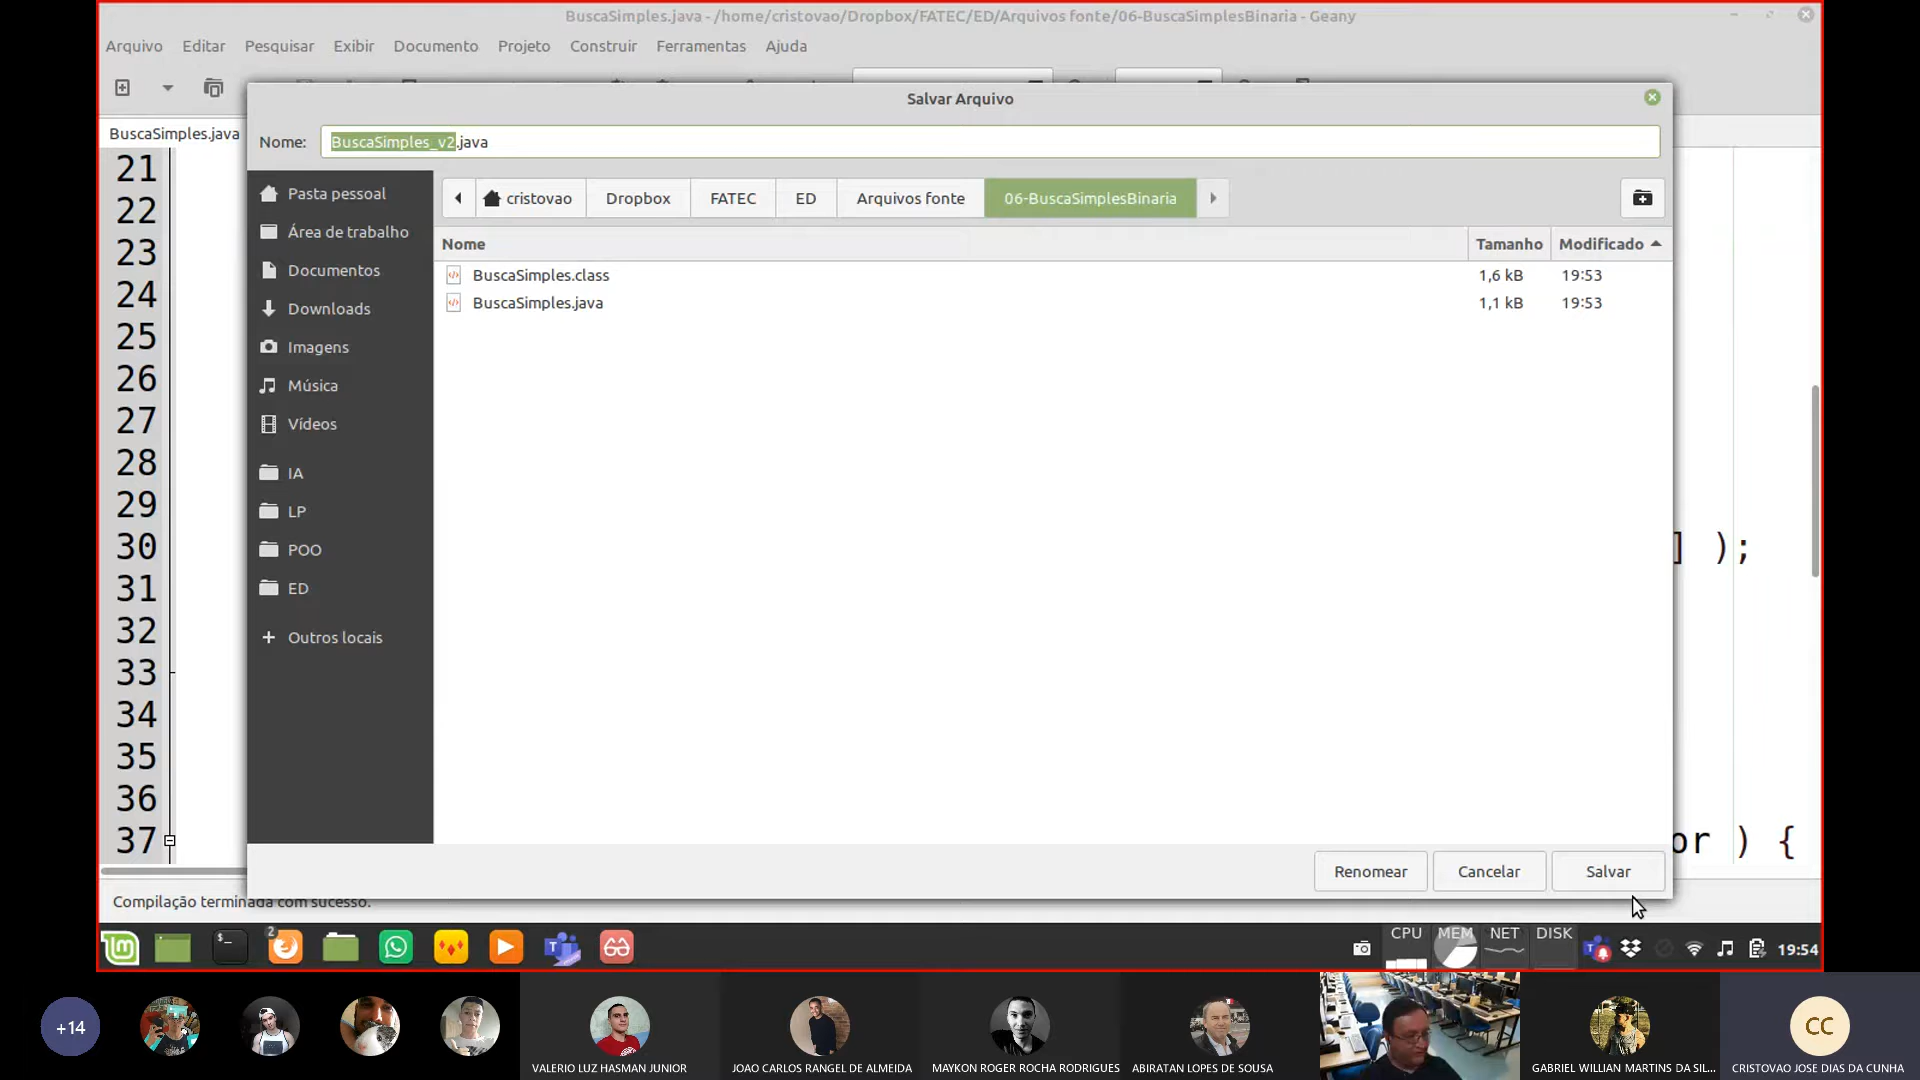 BuscaSimples.java - /home/cristovao/Dropbox/FATEC/ED/Arquivos fonte/06-BuscaSimplesBinaria - Geany
Arquivo Editar Pesquisar Exibir Documento Projeto Construir Ferramentas Ajuda
Salvar Arquivo
BuscaSimples.java
Nome: BuscaSimples_v2.java
Pasta pessoal
Área de trabalho
Documentos
Downloads
Imagens
Música
Vídeos
IA
LP
POO
ED
Outros locais
cristovao Dropbox FATEC ED Arquivos fonte 06-BuscaSimplesBinaria
Nome Tamanho Modificado
BuscaSimples.class 1,6 kB 19:53
BuscaSimples.java 1,1 kB 19:53
21
22
23
24
25
26
27
28
29
30 ] );
31
32
33
34
35
36
37 or ) {
Renomear Cancelar Salvar
Compilação terminada com sucesso.
2
CPU MEM NET DISK 19:54
+14
VALERIO LUZ HASMAN JUNIOR
JOAO CARLOS RANGEL DE ALMEIDA
MAYKON ROGER ROCHA RODRIGUES
ABIRATAN LOPES DE SOUSA
GABRIEL WILLIAN MARTINS DA SIL...
CC
CRISTOVAO JOSE DIAS DA CUNHA